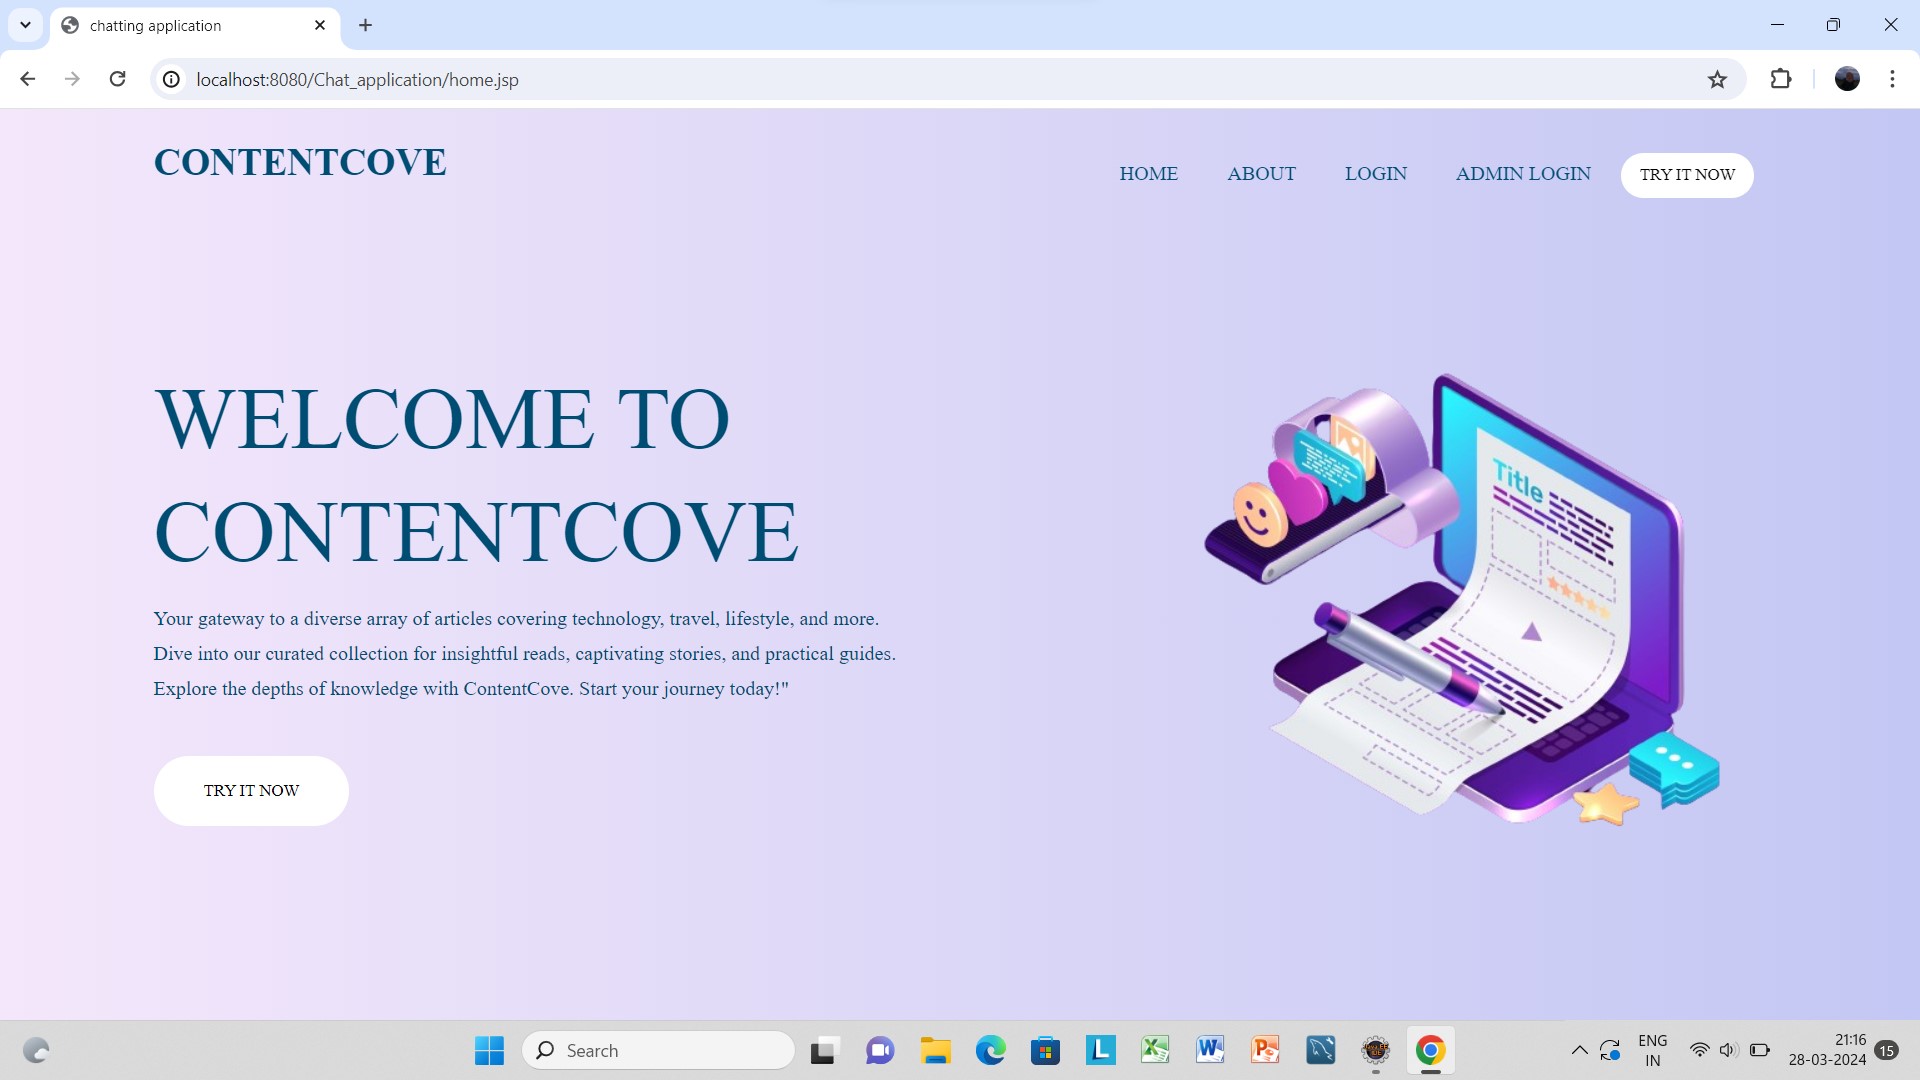 chatting application
localhost:8080/Chat_application/home.jsp
CONTENTCOVE
HOME
ABOUT
LOGIN
ADMIN LOGIN
TRY IT NOW
WELCOME TO
CONTENTCOVE
Your gateway to a diverse array of articles covering technology, travel, lifestyle, and more.
Dive into our curated collection for insightful reads, captivating stories, and practical guides.
Explore the depths of knowledge with ContentCove. Start your journey today!"
TRY IT NOW
Title
Search
ENG
IN
21:16
28-03-2024
15